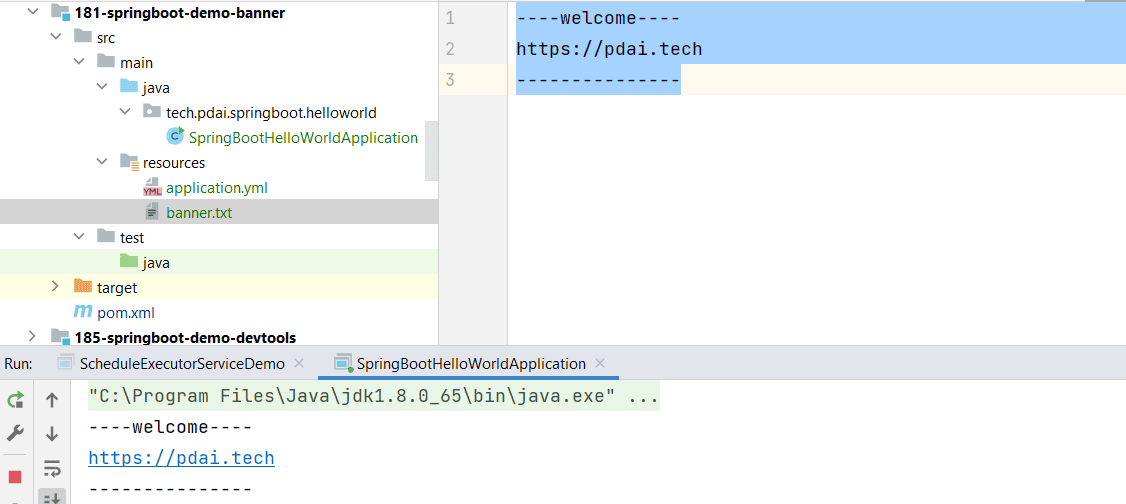 181-springboot-demo-banner
src
main
java
tech.pdai.springboot.helloworld
SpringBootHelloWorldApplication
resources
application.yml
banner.txt
test
java
target
pom.xml
185-springboot-demo-devtools
1 ----welcome----
2 https://pdai.tech
3 ---------------
Run: ScheduleExecutorServiceDemo SpringBootHelloWorldApplication
"C:\Program Files\Java\jdk1.8.0_65\bin\java.exe" ...
----welcome----
https://pdai.tech
---------------